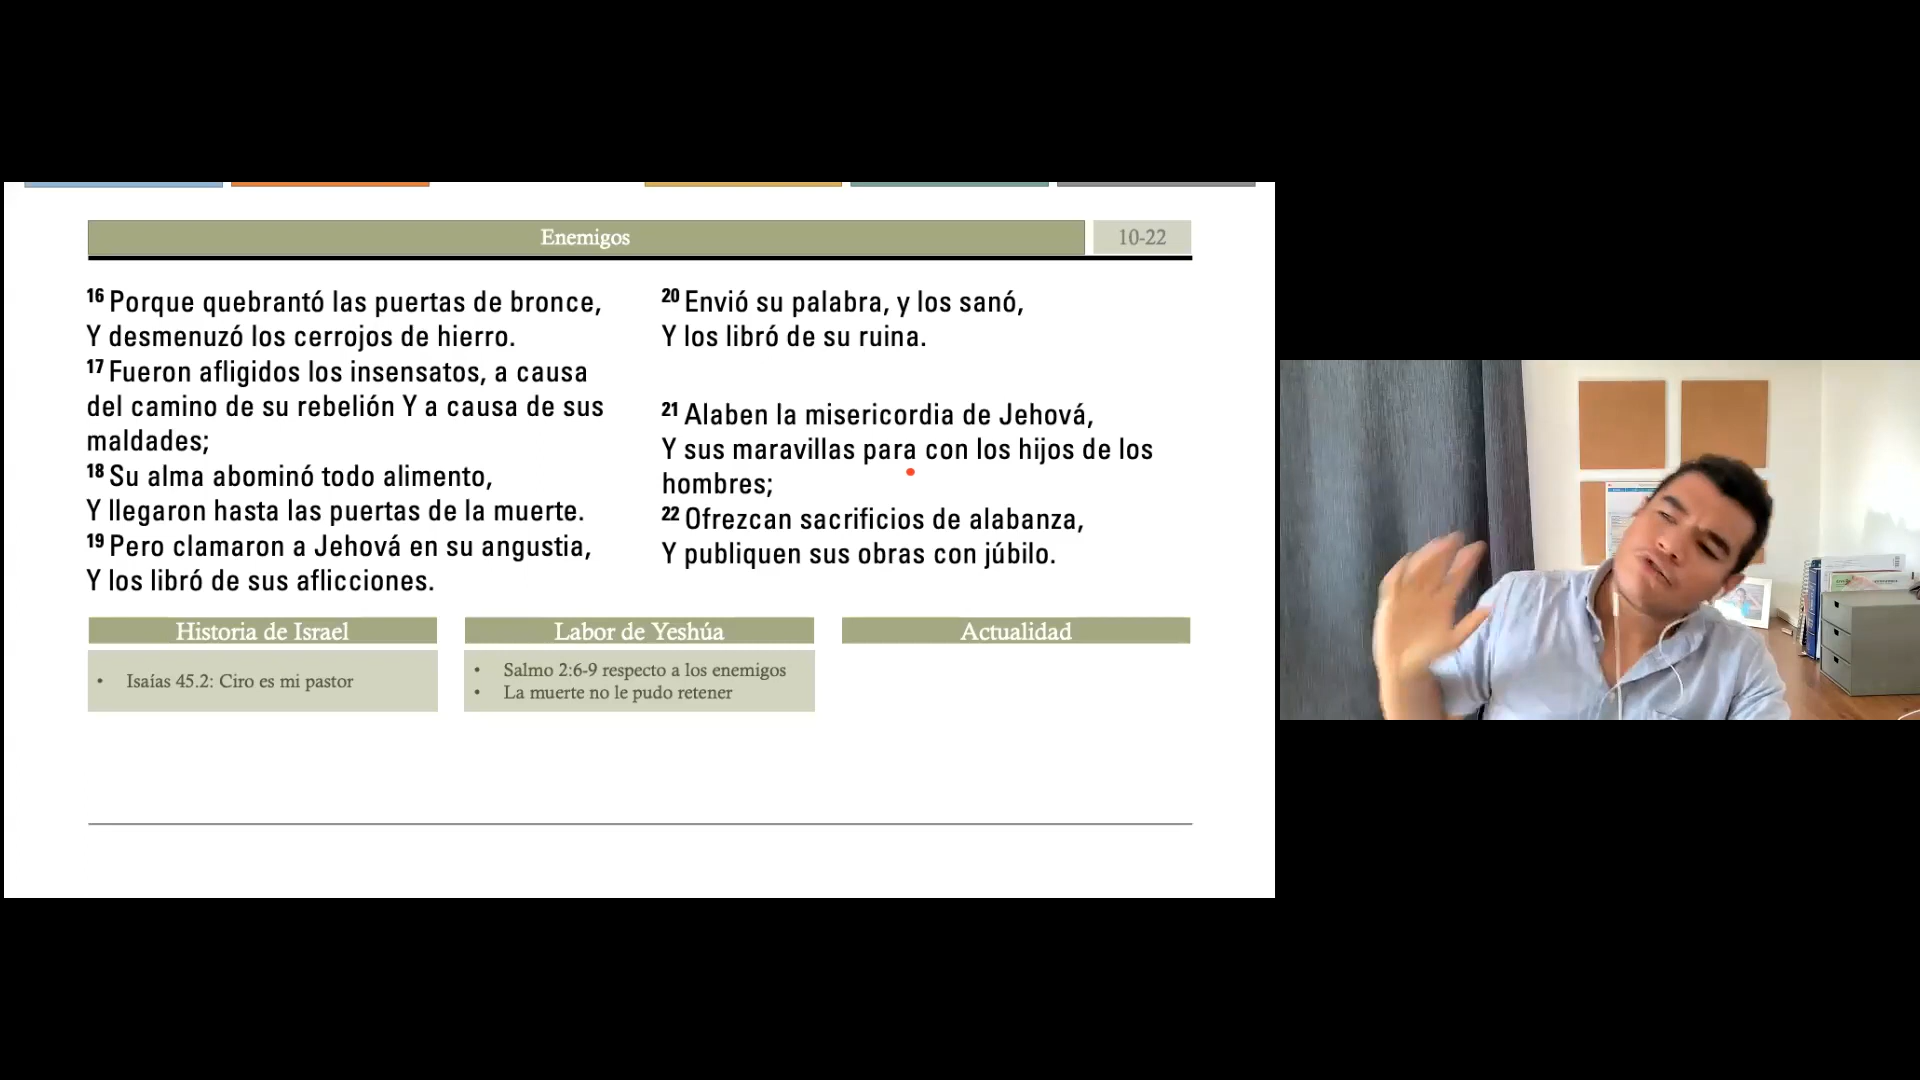 Enemigos
10-22
16 Porque quebrantó las puertas de bronce,
Y desmenuzó los cerrojos de hierro.
17 Fueron afligidos los insensatos, a causa
del camino de su rebelión Y a causa de sus
maldades;
18 Su alma abominó todo alimento,
Y llegaron hasta las puertas de la muerte.
19 Pero clamaron a Jehová en su angustia,
Y los libró de sus aflicciones.
20 Envió su palabra, y los sanó,
Y los libró de su ruina.
21 Alaben la misericordia de Jehová,
Y sus maravillas para con los hijos de los
hombres;
22 Ofrezcan sacrificios de alabanza,
Y publiquen sus obras con júbilo.
Historia de Israel
• Isaías 45.2: Ciro es mi pastor
Labor de Yeshúa
• Salmo 2:6-9 respecto a los enemigos
• La muerte no le pudo retener
Actualidad